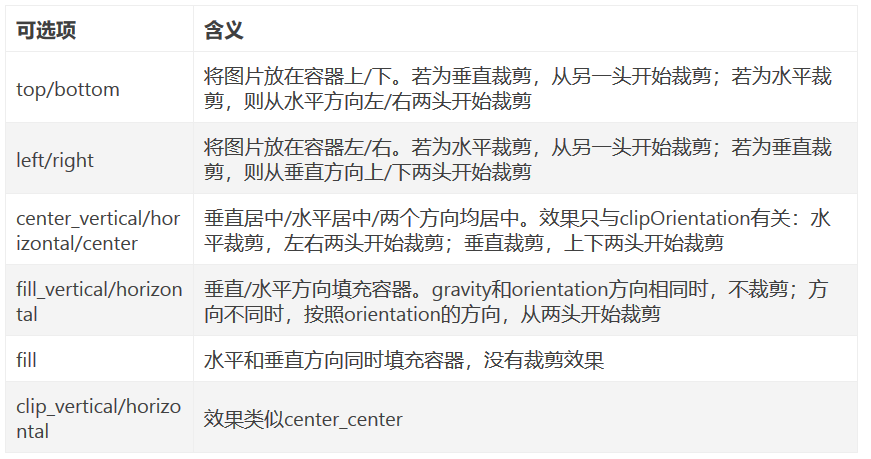 可选项
含义
top/bottom
将图片放在容器上/下。若为垂直裁剪，从另一头开始裁剪；若为水平裁
剪，则从水平方向左/右两头开始裁剪
left/right
将图片放在容器左/右。若为水平裁剪，从另一头开始裁剪；若为垂直裁
剪，则从垂直方向上/下两头开始裁剪
center_vertical/hor
izontal/center
垂直居中/水平居中/两个方向均居中。效果只与clipOrientation有关：水
平裁剪，左右两头开始裁剪；垂直裁剪，上下两头开始裁剪
fill_vertical/horizon
tal
垂直/水平方向填充容器。gravity和orientation方向相同时，不裁剪；方
向不同时，按照orientation的方向，从两头开始裁剪
fill
水平和垂直方向同时填充容器，没有裁剪效果
clip_vertical/horizo
ntal
效果类似center_center